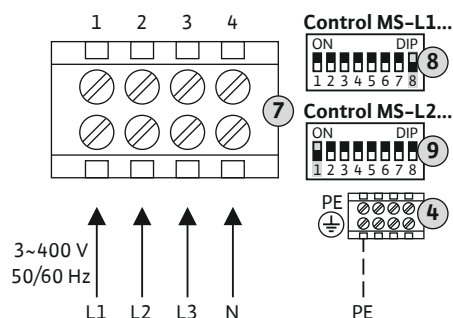 1 2 3 4
7
3~400 V
50/60 Hz
L1 L2 L3 N
Control MS-L1...
ON DIP
1 2 3 4 5 6 7 8
8
Control MS-L2...
ON DIP
1 2 3 4 5 6 7 8
9
PE
4
PE